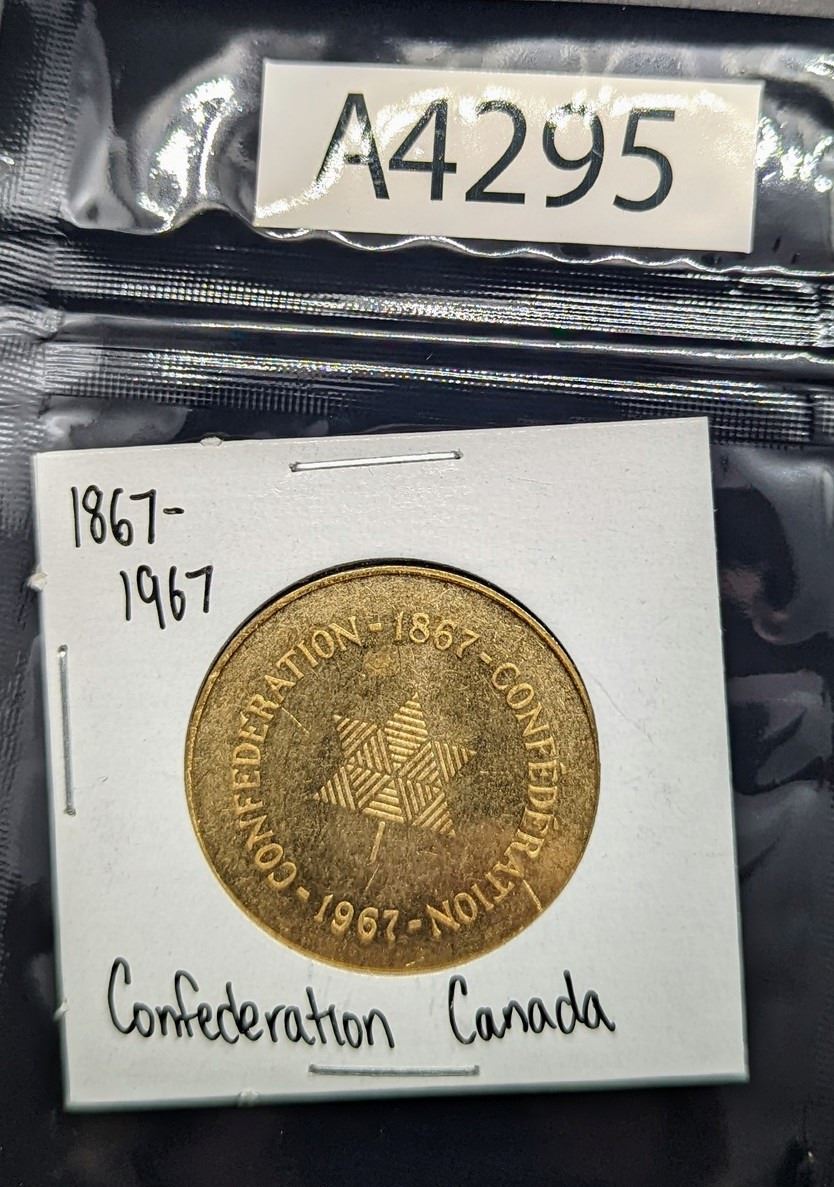 A4295
1867-
1967
CONFEDERATION - 1867 - CONFÉDÉRATION - 1967 -
Confederation Canada